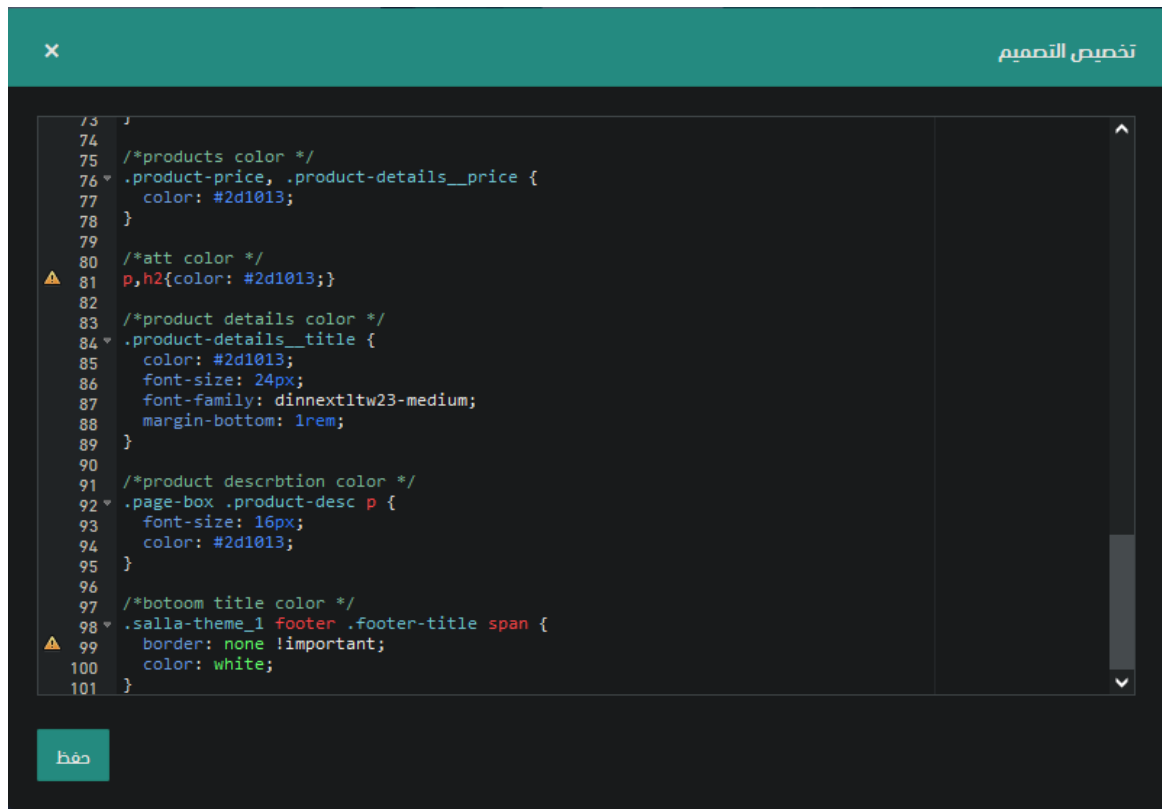 تخصيص التصميم
×
73 }
74
75 /*products color */
76 .product-price, .product-details__price {
77 color: #2d1013;
78 }
79
80 /*att color */
81 p,h2{color: #2d1013;}
82
83 /*product details color */
84 .product-details__title {
85 color: #2d1013;
86 font-size: 24px;
87 font-family: dinnextltw23-medium;
88 margin-bottom: 1rem;
89 }
90
91 /*product descrbtion color */
92 .page-box .product-desc p {
93 font-size: 16px;
94 color: #2d1013;
95 }
96
97 /*botoom title color */
98 .salla-theme_1 footer .footer-title span {
99 border: none !important;
100 color: white;
101 }
حفظ